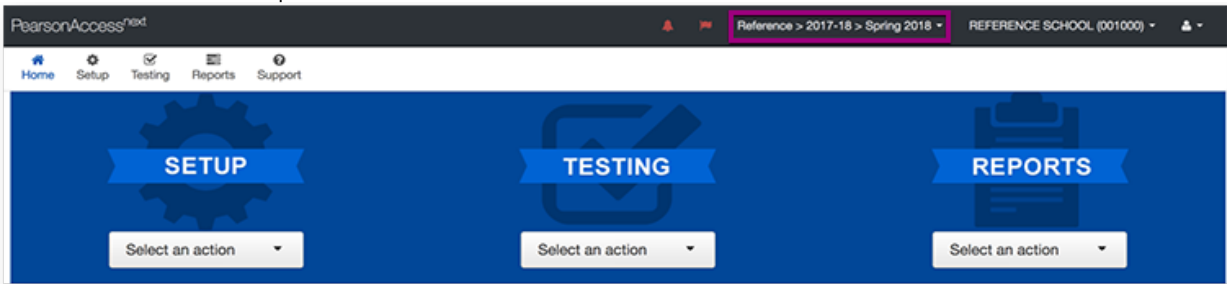 PearsonAccessnext Reference > 2017-18 > Spring 2018 REFERENCE SCHOOL (001000)
Home Setup Testing Reports Support
SETUP TESTING REPORTS
Select an action Select an action Select an action